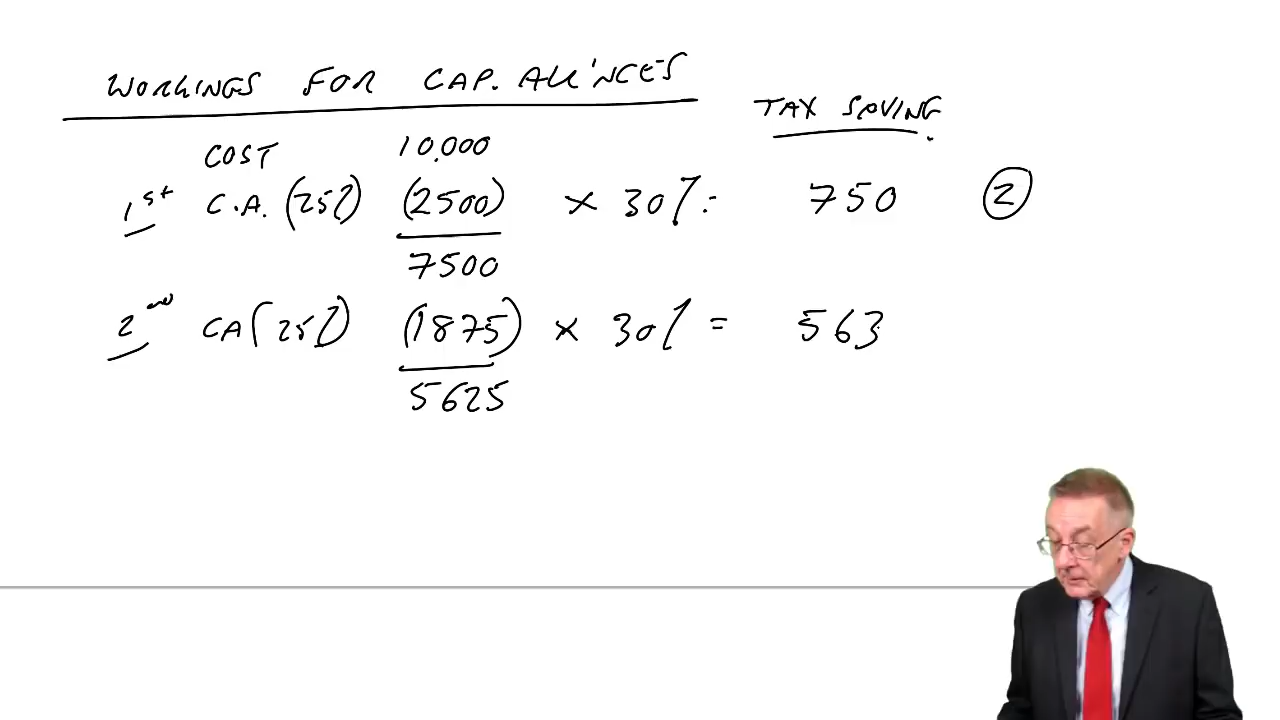 WORKINGS FOR CAP. ALL'NCES
TAX SAVING
COST 10,000
1st C.A. (25%) (2500) × 30% = 750 ②
7500
2nd CA (25%) (1875) × 30% = 563
5625